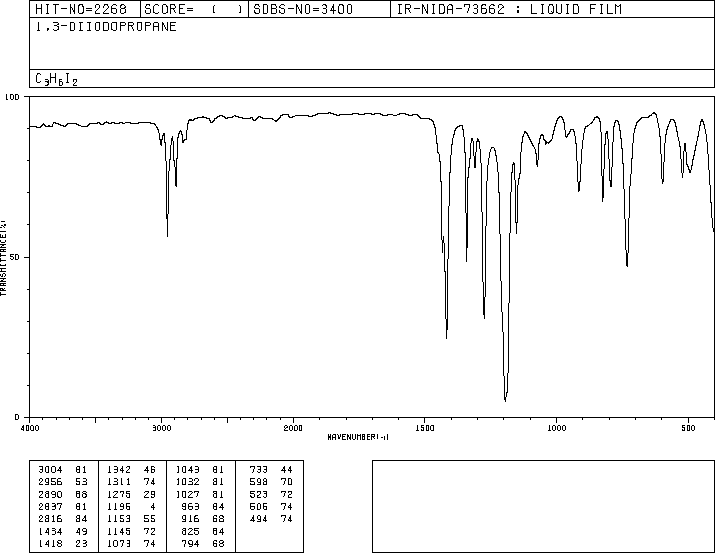 HIT-NO=2268 SCORE= ( ) SDBS-NO=3400 IR-NIDA-73662 : LIQUID FILM
1,3-DIIODOPROPANE
C3H6I2
100
50
0
TRANSMITTANCE(%)
4000 3000 2000 1500 1000 500
WAVENUMBER(-1)
3004 81 1342 46 1049 81 733 44
2956 53 1311 74 1032 81 598 70
2890 68 1275 29 1027 81 523 72
2837 81 1196 4 963 84 506 74
2816 84 1153 55 916 68 494 74
1434 49 1145 72 825 64
1418 23 1073 74 794 68